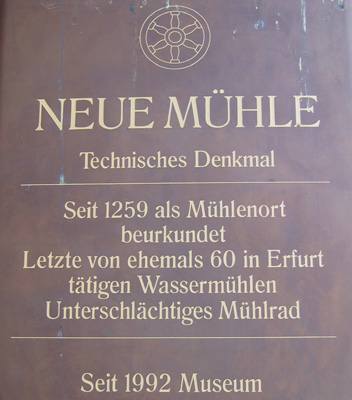 NEUE MÜHLE
Technisches Denkmal
Seit 1259 als Mühlenort
beurkundet
Letzte von ehemals 60 in Erfurt
tätigen Wassermühlen
Unterschlächtiges Mühlrad
Seit 1992 Museum